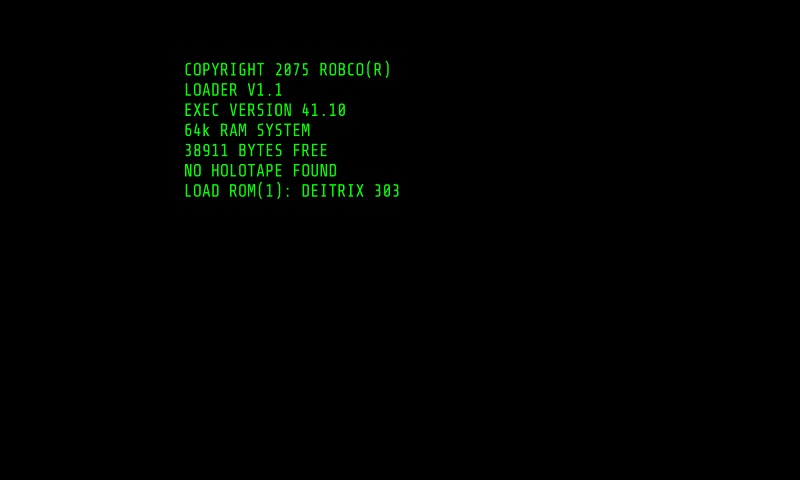 COPYRIGHT 2075 ROBCO(R)
LOADER V1.1
EXEC VERSION 41.10
64k RAM SYSTEM
38911 BYTES FREE
NO HOLOTAPE FOUND
LOAD ROM(1): DEITRIX 303